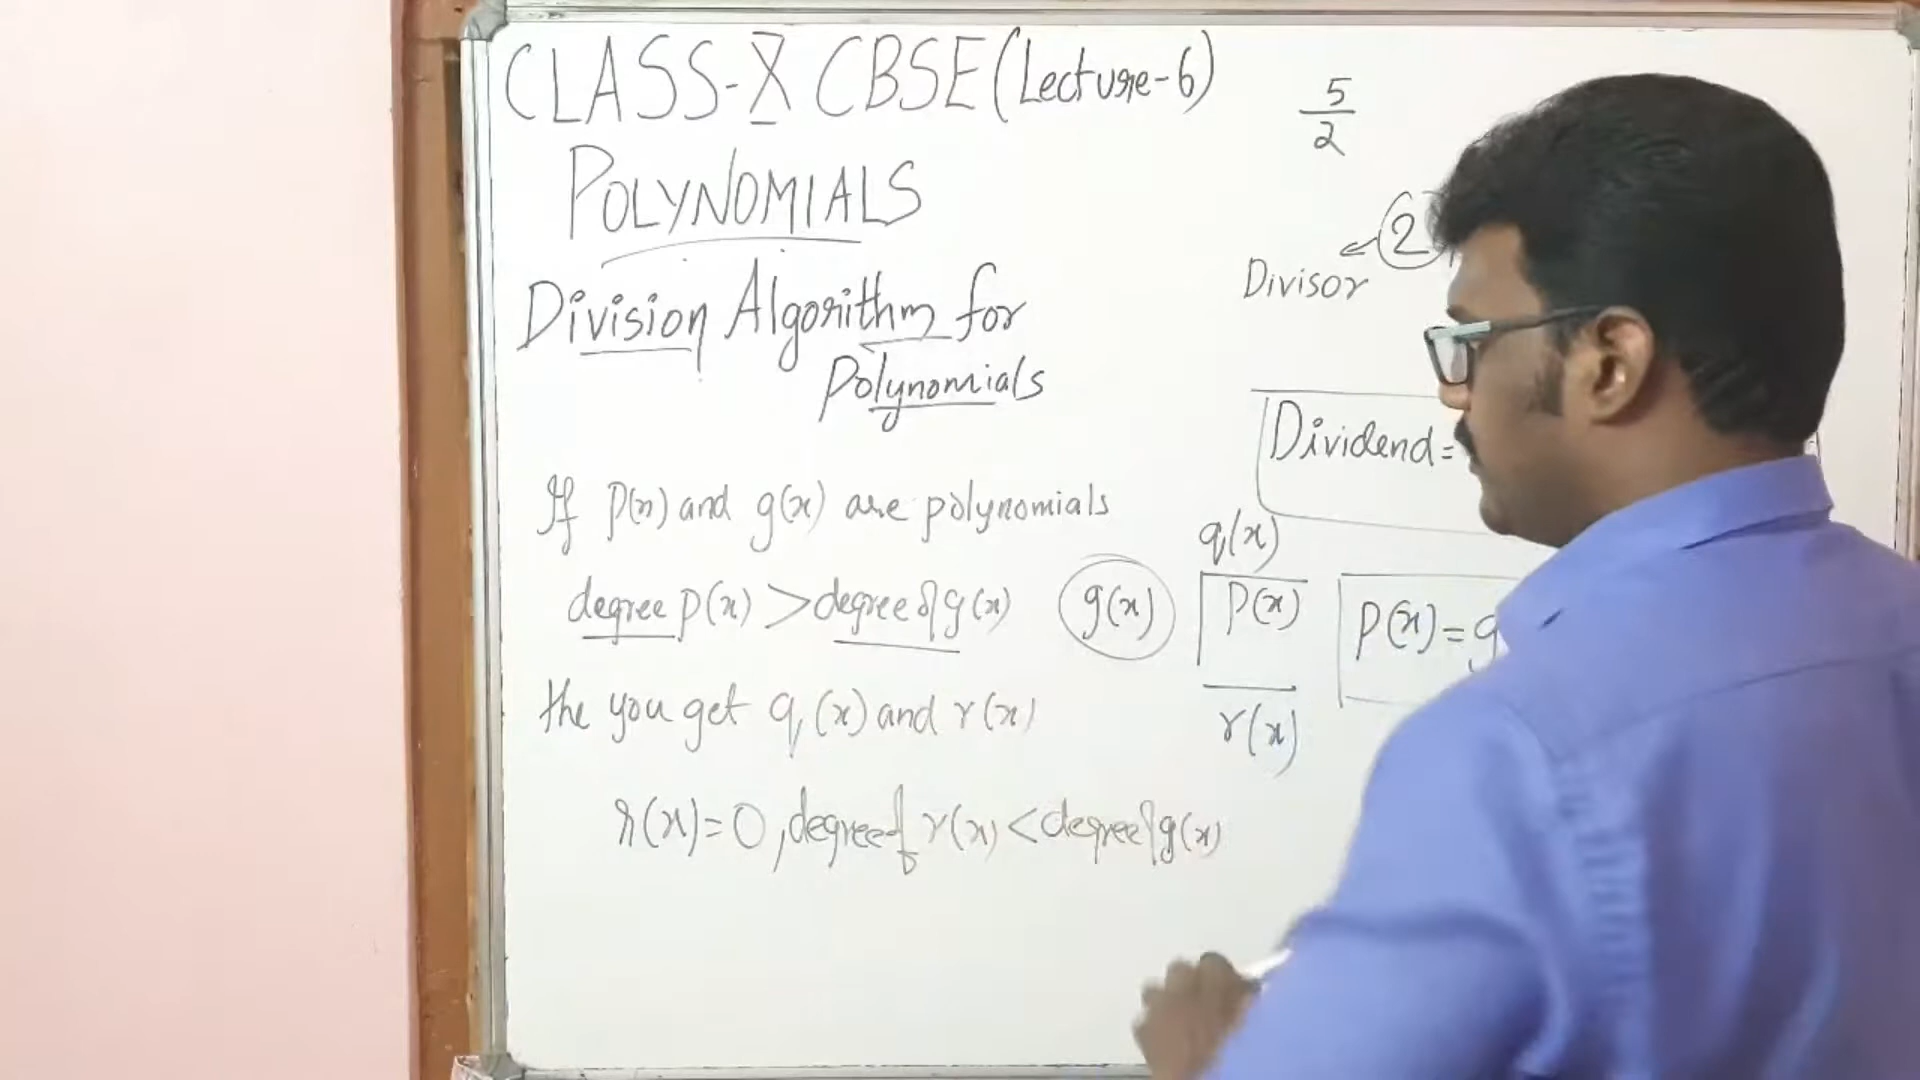 CLASS-X CBSE (Lecture-6)
POLYNOMIALS
Division Algorithm for
Polynomials
If p(x) and g(x) are polynomials
degree p(x) > degree of g(x)
the you get q(x) and r(x)
r(x)=0, degree of r(x) < degree of g(x)
5
2
2
Divisor
Dividend=
q(x)
g(x) p(x)
r(x)
p(x)=g